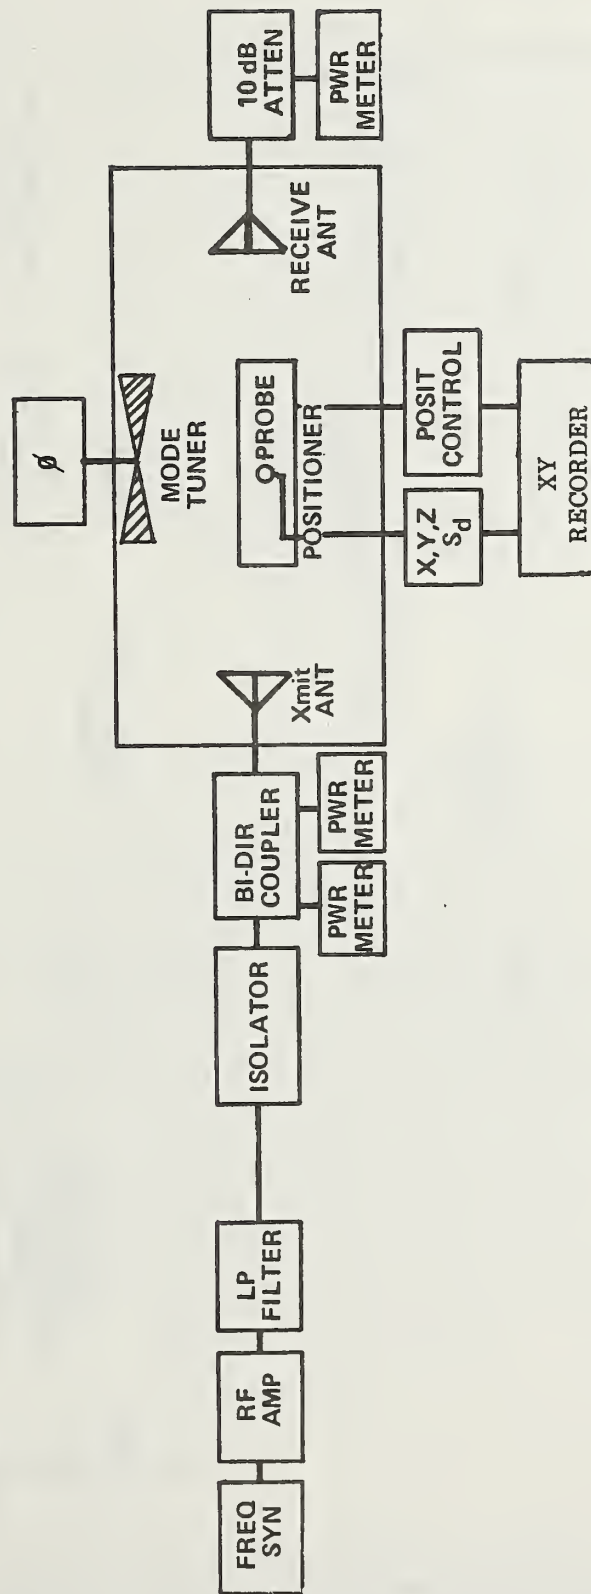 FREQ
SYN
RF
AMP
LP
FILTER
ISOLATOR
BI-DIR
COUPLER
PWR
METER
PWR
METER
Xmit
ANT
ø
MODE
TUNER
PROBE
POSITIONER
RECEIVE
ANT
10 dB
ATTEN
PWR
METER
X,Y,Z
Sd
POSIT
CONTROL
XY
RECORDER